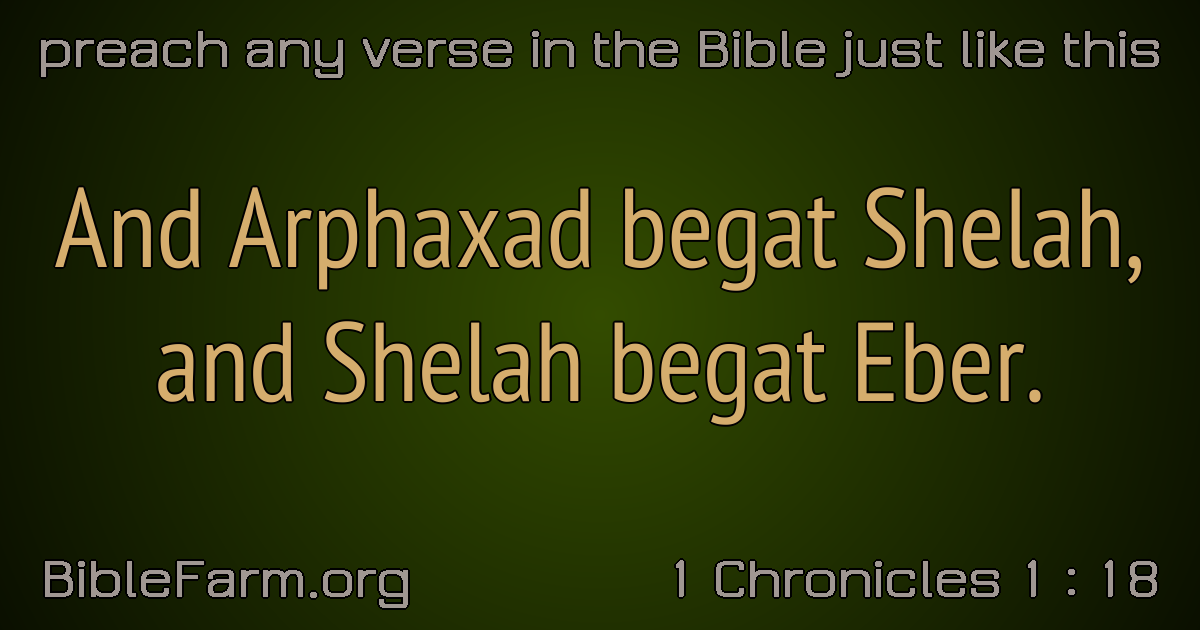 preach any verse in the Bible just like this
And Arphaxad begat Shelah,
and Shelah begat Eber.
BibleFarm.org
1 Chronicles 1 : 18